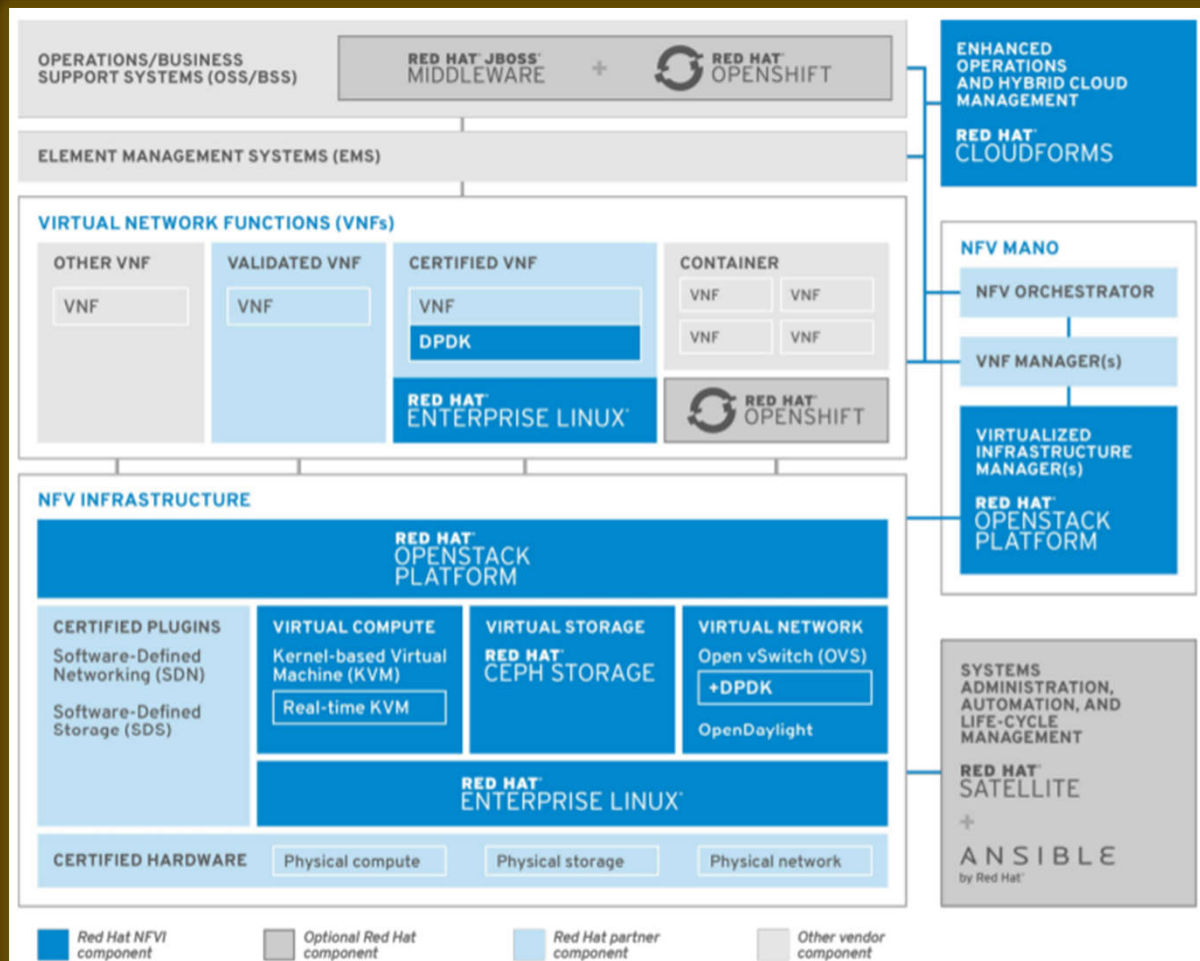 OPERATIONS/BUSINESS
SUPPORT SYSTEMS (OSS/BSS)
RED HAT® JBOSS®
MIDDLEWARE
+
RED HAT®
OPENSHIFT
ELEMENT MANAGEMENT SYSTEMS (EMS)
VIRTUAL NETWORK FUNCTIONS (VNFs)
OTHER VNF
VNF
VALIDATED VNF
VNF
CERTIFIED VNF
VNF
DPDK
RED HAT®
ENTERPRISE LINUX®
CONTAINER
VNF VNF
VNF VNF
RED HAT®
OPENSHIFT
NFV INFRASTRUCTURE
RED HAT®
OPENSTACK
PLATFORM
CERTIFIED PLUGINS
Software-Defined
Networking (SDN)
Software-Defined
Storage (SDS)
VIRTUAL COMPUTE
Kernel-based Virtual
Machine (KVM)
Real-time KVM
VIRTUAL STORAGE
RED HAT®
CEPH STORAGE
VIRTUAL NETWORK
Open vSwitch (OVS)
+DPDK
OpenDaylight
RED HAT®
ENTERPRISE LINUX®
CERTIFIED HARDWARE
Physical compute
Physical storage
Physical network
ENHANCED
OPERATIONS
AND HYBRID CLOUD
MANAGEMENT
RED HAT®
CLOUDFORMS
NFV MANO
NFV ORCHESTRATOR
VNF MANAGER(s)
VIRTUALIZED
INFRASTRUCTURE
MANAGER(s)
RED HAT®
OPENSTACK
PLATFORM
SYSTEMS
ADMINISTRATION,
AUTOMATION, AND
LIFE-CYCLE
MANAGEMENT
RED HAT®
SATELLITE
+
ANSIBLE
by Red Hat®
Red Hat NFVI
component
Optional Red Hat
component
Red Hat partner
component
Other vendor
component